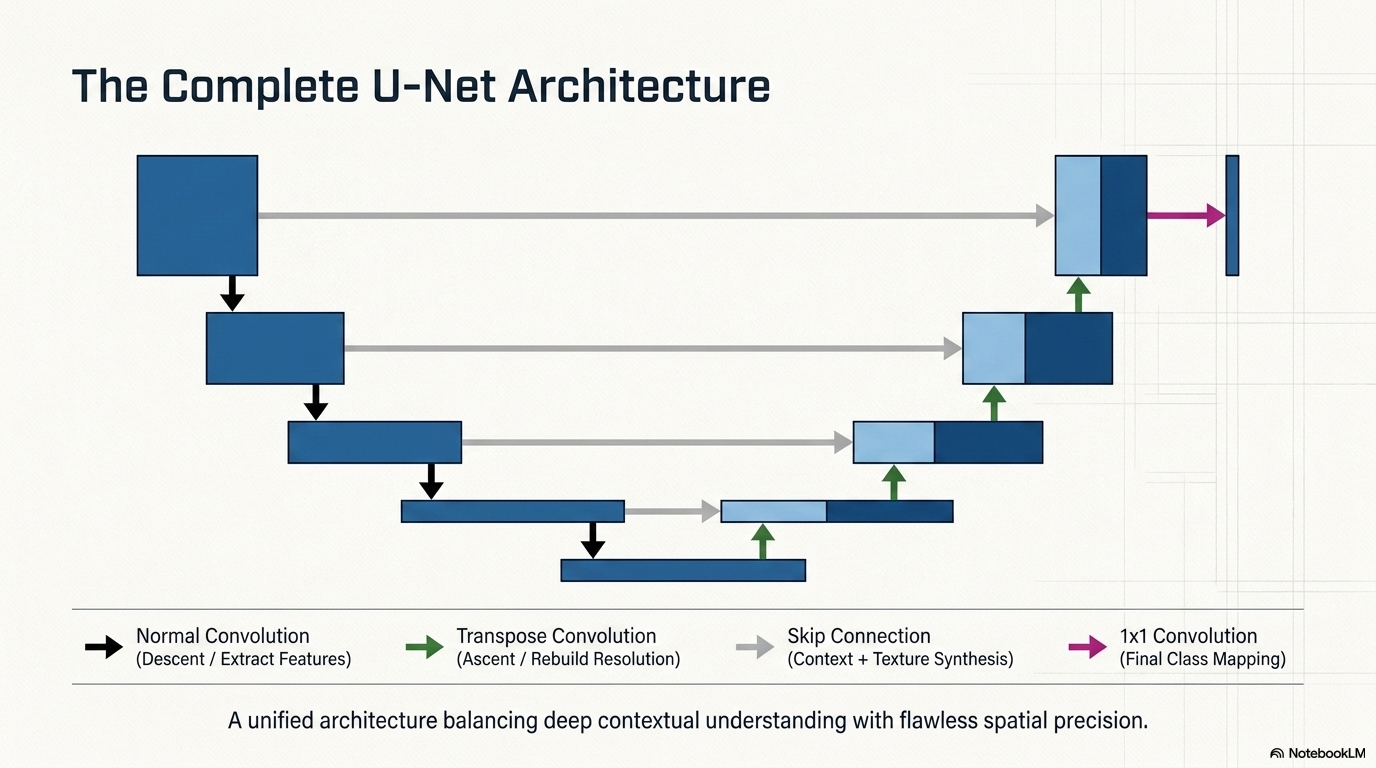 The Complete U-Net Architecture
Normal Convolution
(Descent / Extract Features)
Transpose Convolution
(Ascent / Rebuild Resolution)
Skip Connection
(Context + Texture Synthesis)
1x1 Convolution
(Final Class Mapping)
A unified architecture balancing deep contextual understanding with flawless spatial precision.
NotebookLM